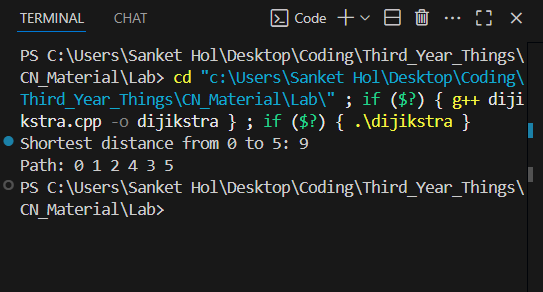 TERMINAL CHAT Code
PS C:\Users\Sanket Hol\Desktop\Coding\Third_Year_Things\
CN_Material\Lab> cd "c:\Users\Sanket Hol\Desktop\Coding\
Third_Year_Things\CN_Material\Lab\" ; if ($?) { g++ diji
kstra.cpp -o dijikstra } ; if ($?) { .\dijikstra }
Shortest distance from 0 to 5: 9
Path: 0 1 2 4 3 5
PS C:\Users\Sanket Hol\Desktop\Coding\Third_Year_Things\
CN_Material\Lab>